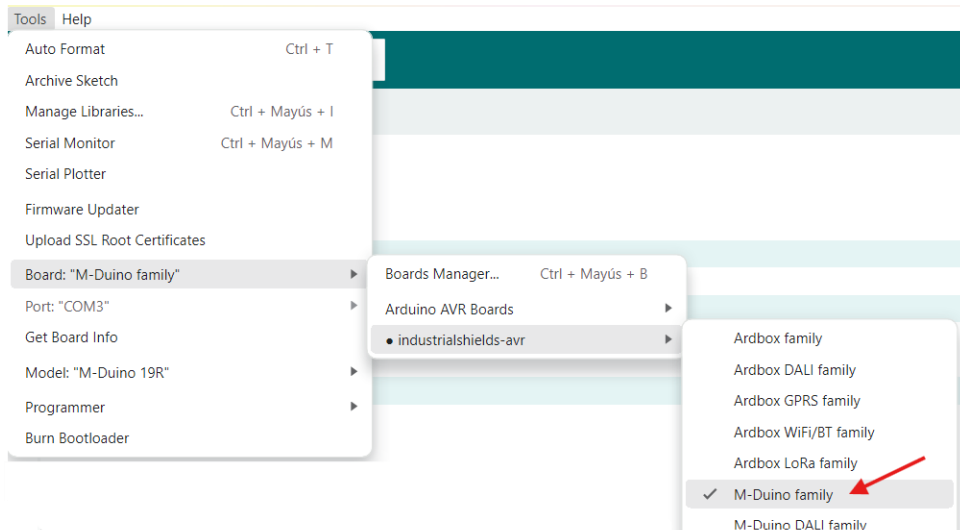 Tools Help
Auto Format Ctrl + T
Archive Sketch
Manage Libraries... Ctrl + Mayús + I
Serial Monitor Ctrl + Mayús + M
Serial Plotter
Firmware Updater
Upload SSL Root Certificates
Board: "M-Duino family"
Port: "COM3"
Get Board Info
Model: "M-Duino 19R"
Programmer
Burn Bootloader
Boards Manager... Ctrl + Mayús + B
Arduino AVR Boards
● industrialshields-avr
Ardbox family
Ardbox DALI family
Ardbox GPRS family
Ardbox WiFi/BT family
Ardbox LoRa family
✓ M-Duino family
M-Duino DALI family